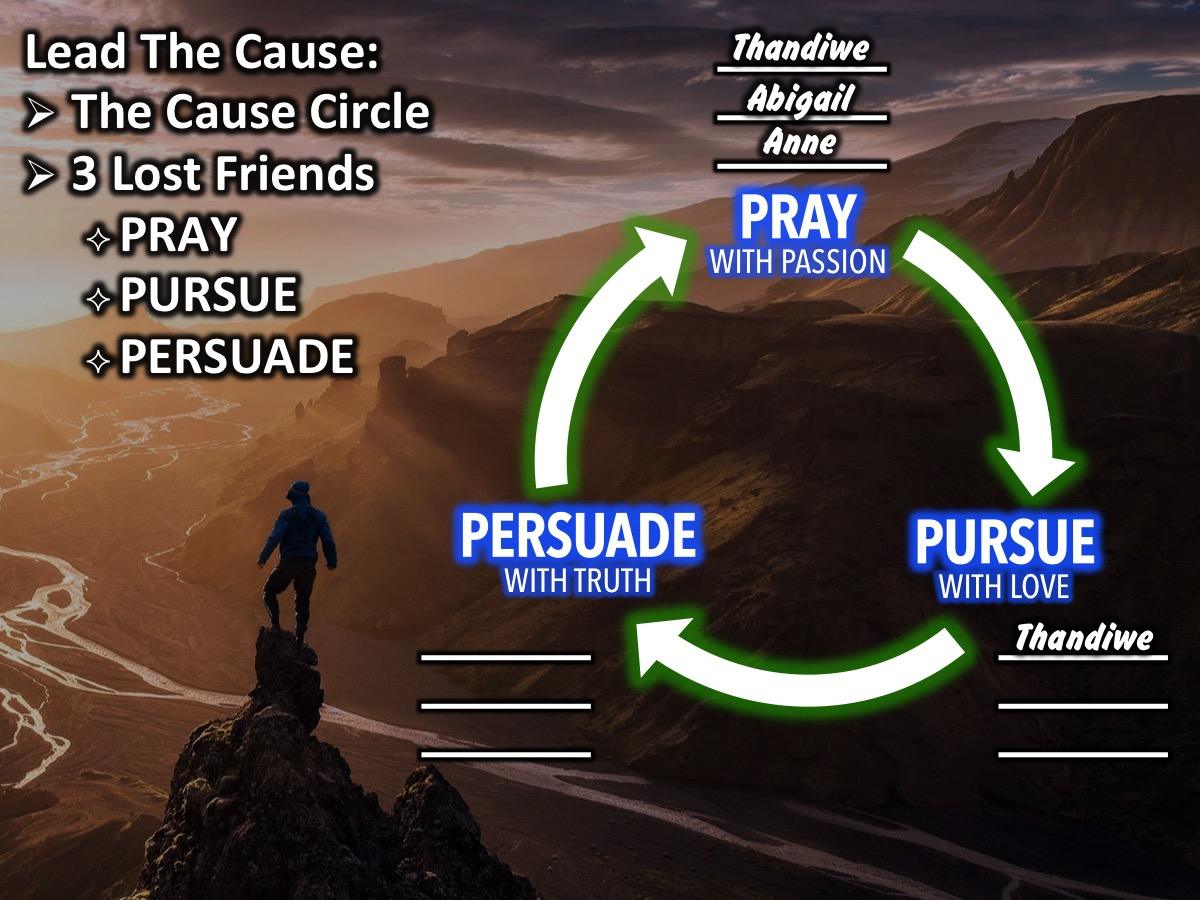 Lead The Cause:
➢ The Cause Circle
➢ 3 Lost Friends
✧ PRAY
✧ PURSUE
✧ PERSUADE
Thandiwe
Abigail
Anne
PRAY
WITH PASSION
PURSUE
WITH LOVE
Thandiwe
PERSUADE
WITH TRUTH